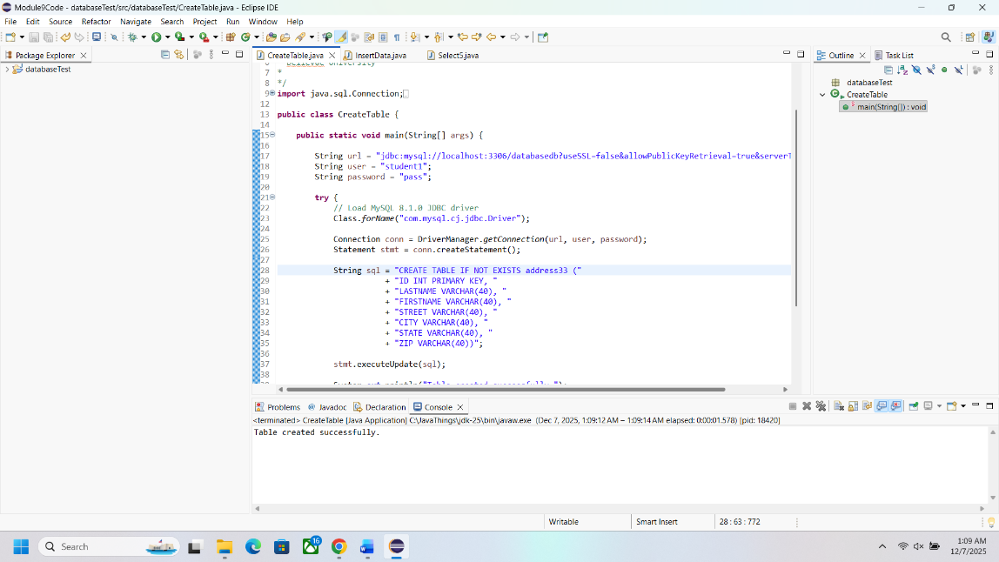 Module9Code - databaseTest/src/databaseTest/CreateTable.java - Eclipse IDE
File Edit Source Refactor Navigate Search Project Run Window Help
Package Explorer
databaseTest
CreateTable.java InsertData.java Select5.java
Bellevue University
7 *
8 */
9 import java.sql.Connection;
12
13 public class CreateTable {
14
15 public static void main(String[] args) {
16
17 String url = "jdbc:mysql://localhost:3306/databasedb?useSSL=false&allowPublicKeyRetrieval=true&server
18 String user = "student1";
19 String password = "pass";
20
21 try {
22 // Load MySQL 8.1.0 JDBC driver
23 Class.forName("com.mysql.cj.jdbc.Driver");
24
25 Connection conn = DriverManager.getConnection(url, user, password);
26 Statement stmt = conn.createStatement();
27
28 String sql = "CREATE TABLE IF NOT EXISTS address33 ("
29 + "ID INT PRIMARY KEY, "
30 + "LASTNAME VARCHAR(40), "
31 + "FIRSTNAME VARCHAR(40), "
32 + "STREET VARCHAR(40), "
33 + "CITY VARCHAR(40), "
34 + "STATE VARCHAR(40), "
35 + "ZIP VARCHAR(40))";
36
37 stmt.executeUpdate(sql);
38
System.out.println("Table created successfully.");
Outline Task List
databaseTest
CreateTable
main(String[]) : void
Problems Javadoc Declaration Console
<terminated> CreateTable [Java Application] C:\JavaThings\jdk-25\bin\javaw.exe (Dec 7, 2025, 1:09:12 AM – 1:09:14 AM elapsed: 0:00:01.578) [pid: 18420]
Table created successfully.
Writable Smart Insert 28 : 63 : 772
Search
16
1:09 AM
12/7/2025